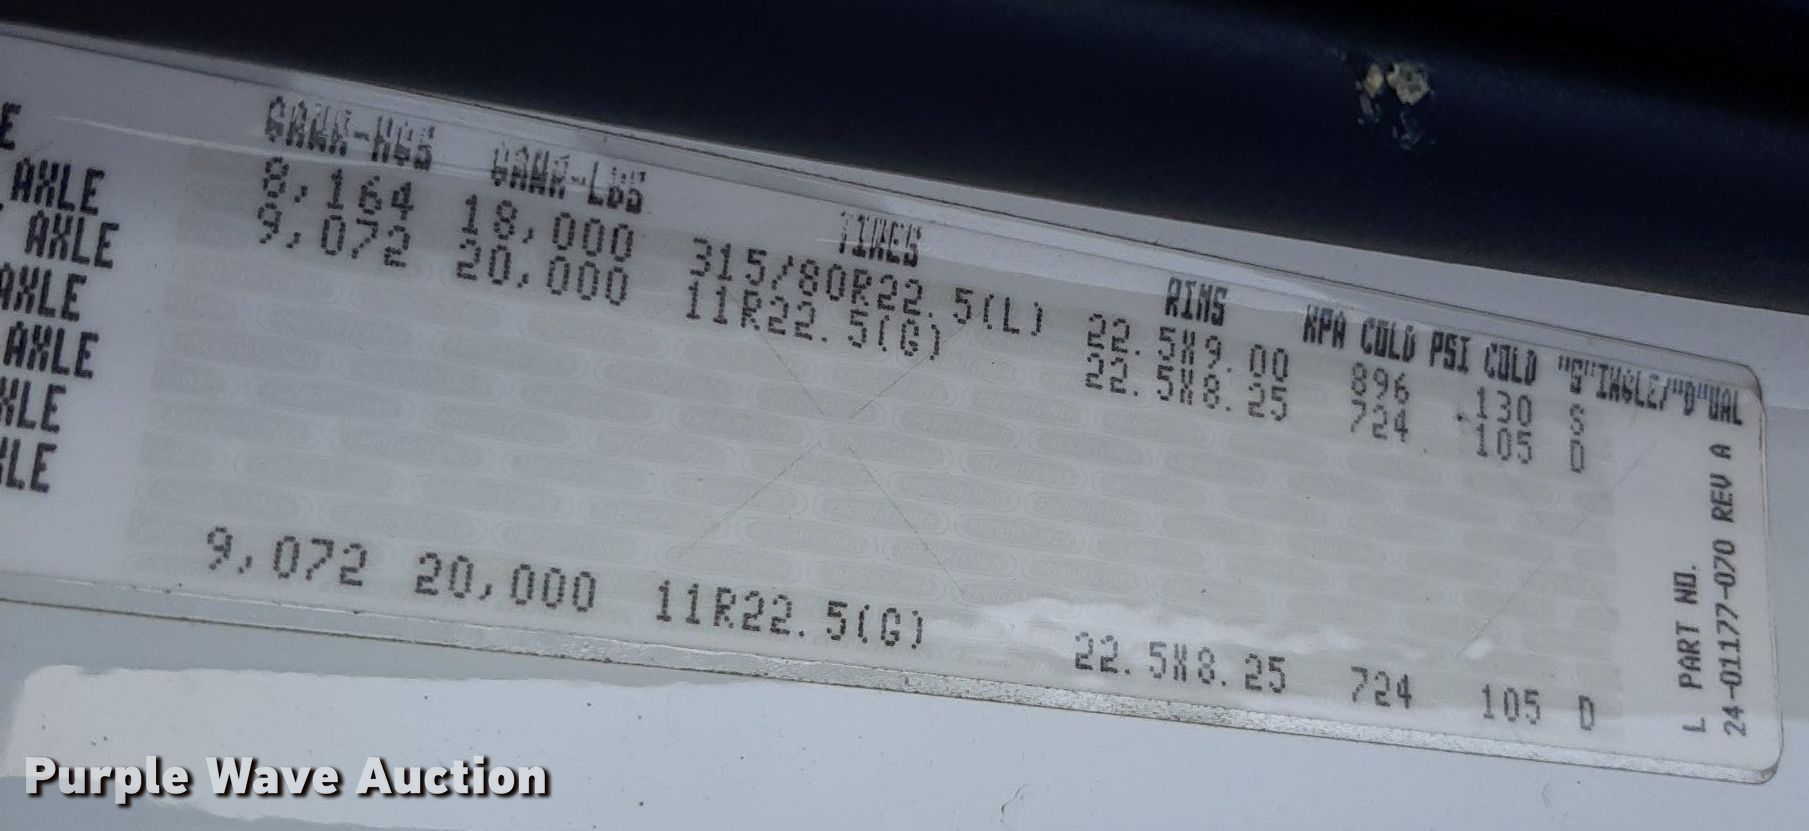 E GAWR-KGS GAWR-LBS TIRES RIMS KPA COLD PSI COLD "S"INGLE/"D"UAL
AXLE 8,164 18,000 315/80R22.5(L) 22.5X9.00 896 130 S
AXLE 9,072 20,000 11R22.5(G) 22.5X8.25 724 105 D
AXLE
AXLE
XLE
XLE 9,072 20,000 11R22.5(G) 22.5X8.25 724 105 D
L PART NO.
24-01177-070 REV A
Purple Wave Auction